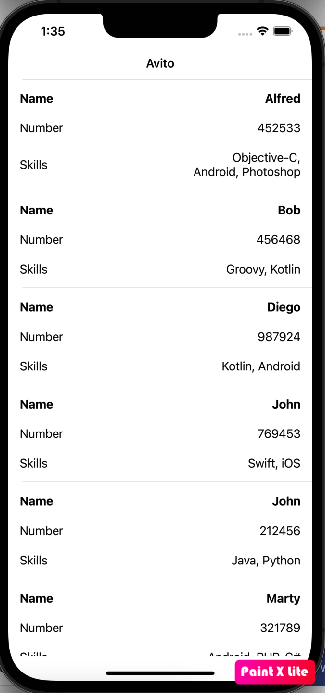 1:35
Avito
Name Alfred
Number 452533
Skills Objective-C,
Android, Photoshop
Name Bob
Number 456468
Skills Groovy, Kotlin
Name Diego
Number 987924
Skills Kotlin, Android
Name John
Number 769453
Skills Swift, iOS
Name John
Number 212456
Skills Java, Python
Name Marty
Number 321789
Skills Android, PHP, C#
Paint X Lite